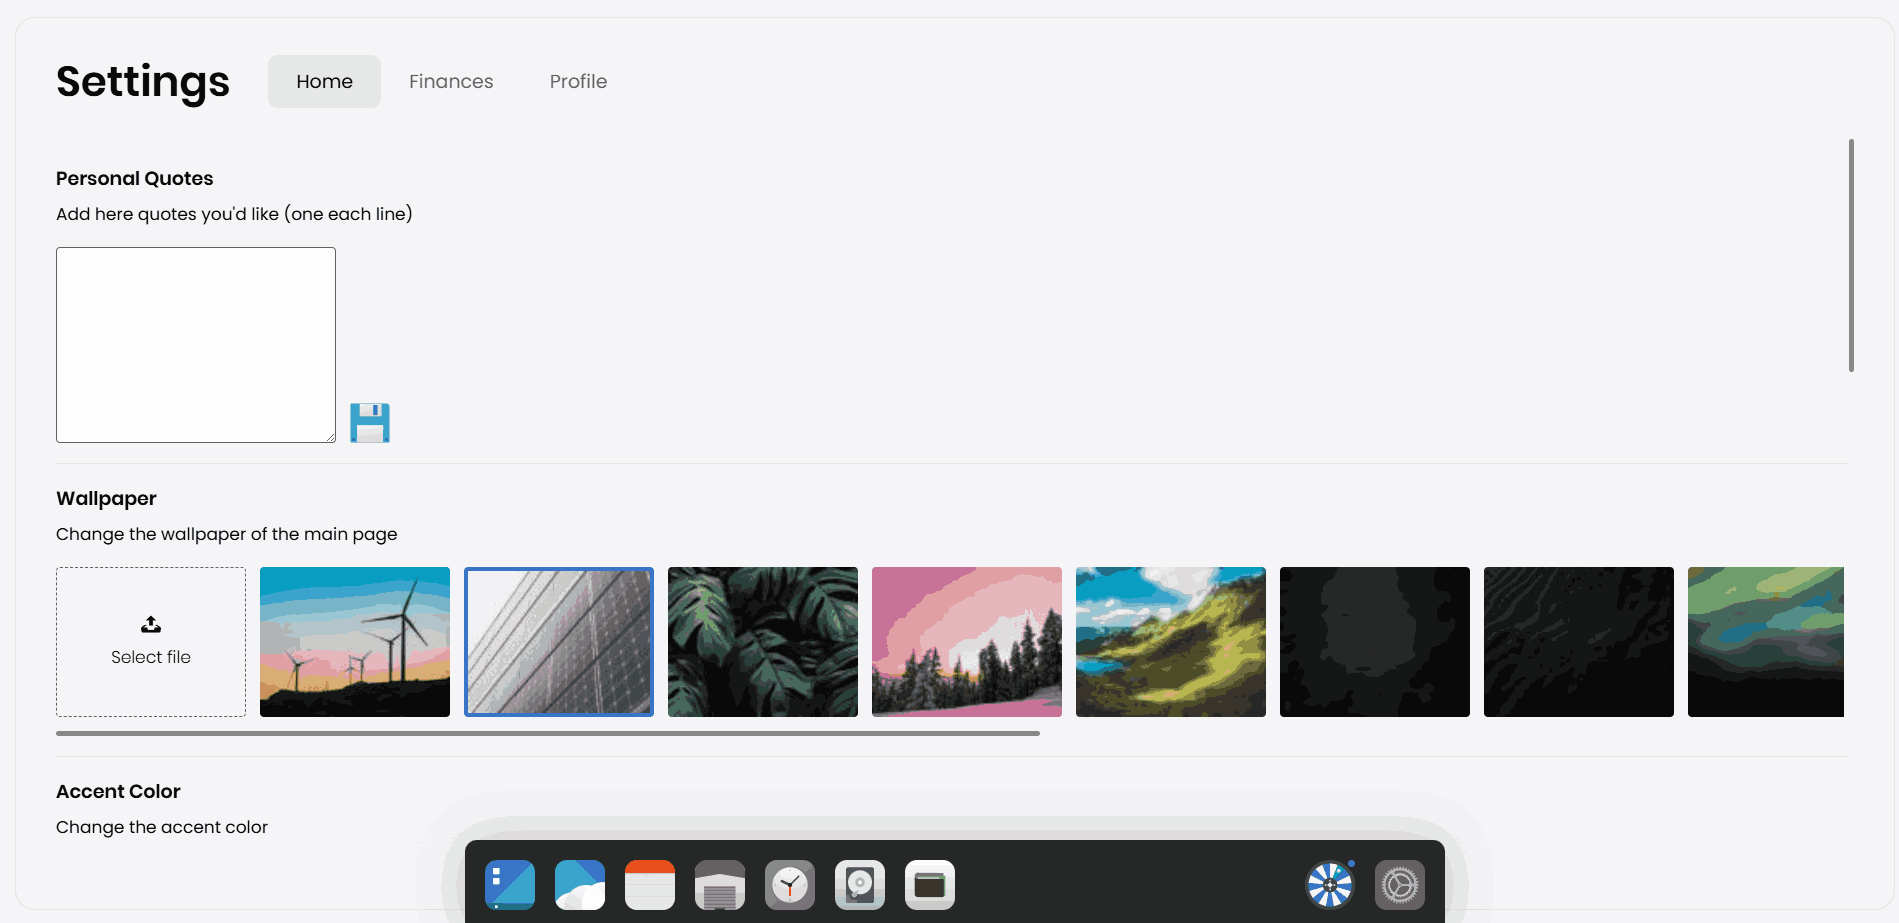 Settings
Home
Finances
Profile
Personal Quotes
Add here quotes you'd like (one each line)
Wallpaper
Change the wallpaper of the main page
Select file
Accent Color
Change the accent color